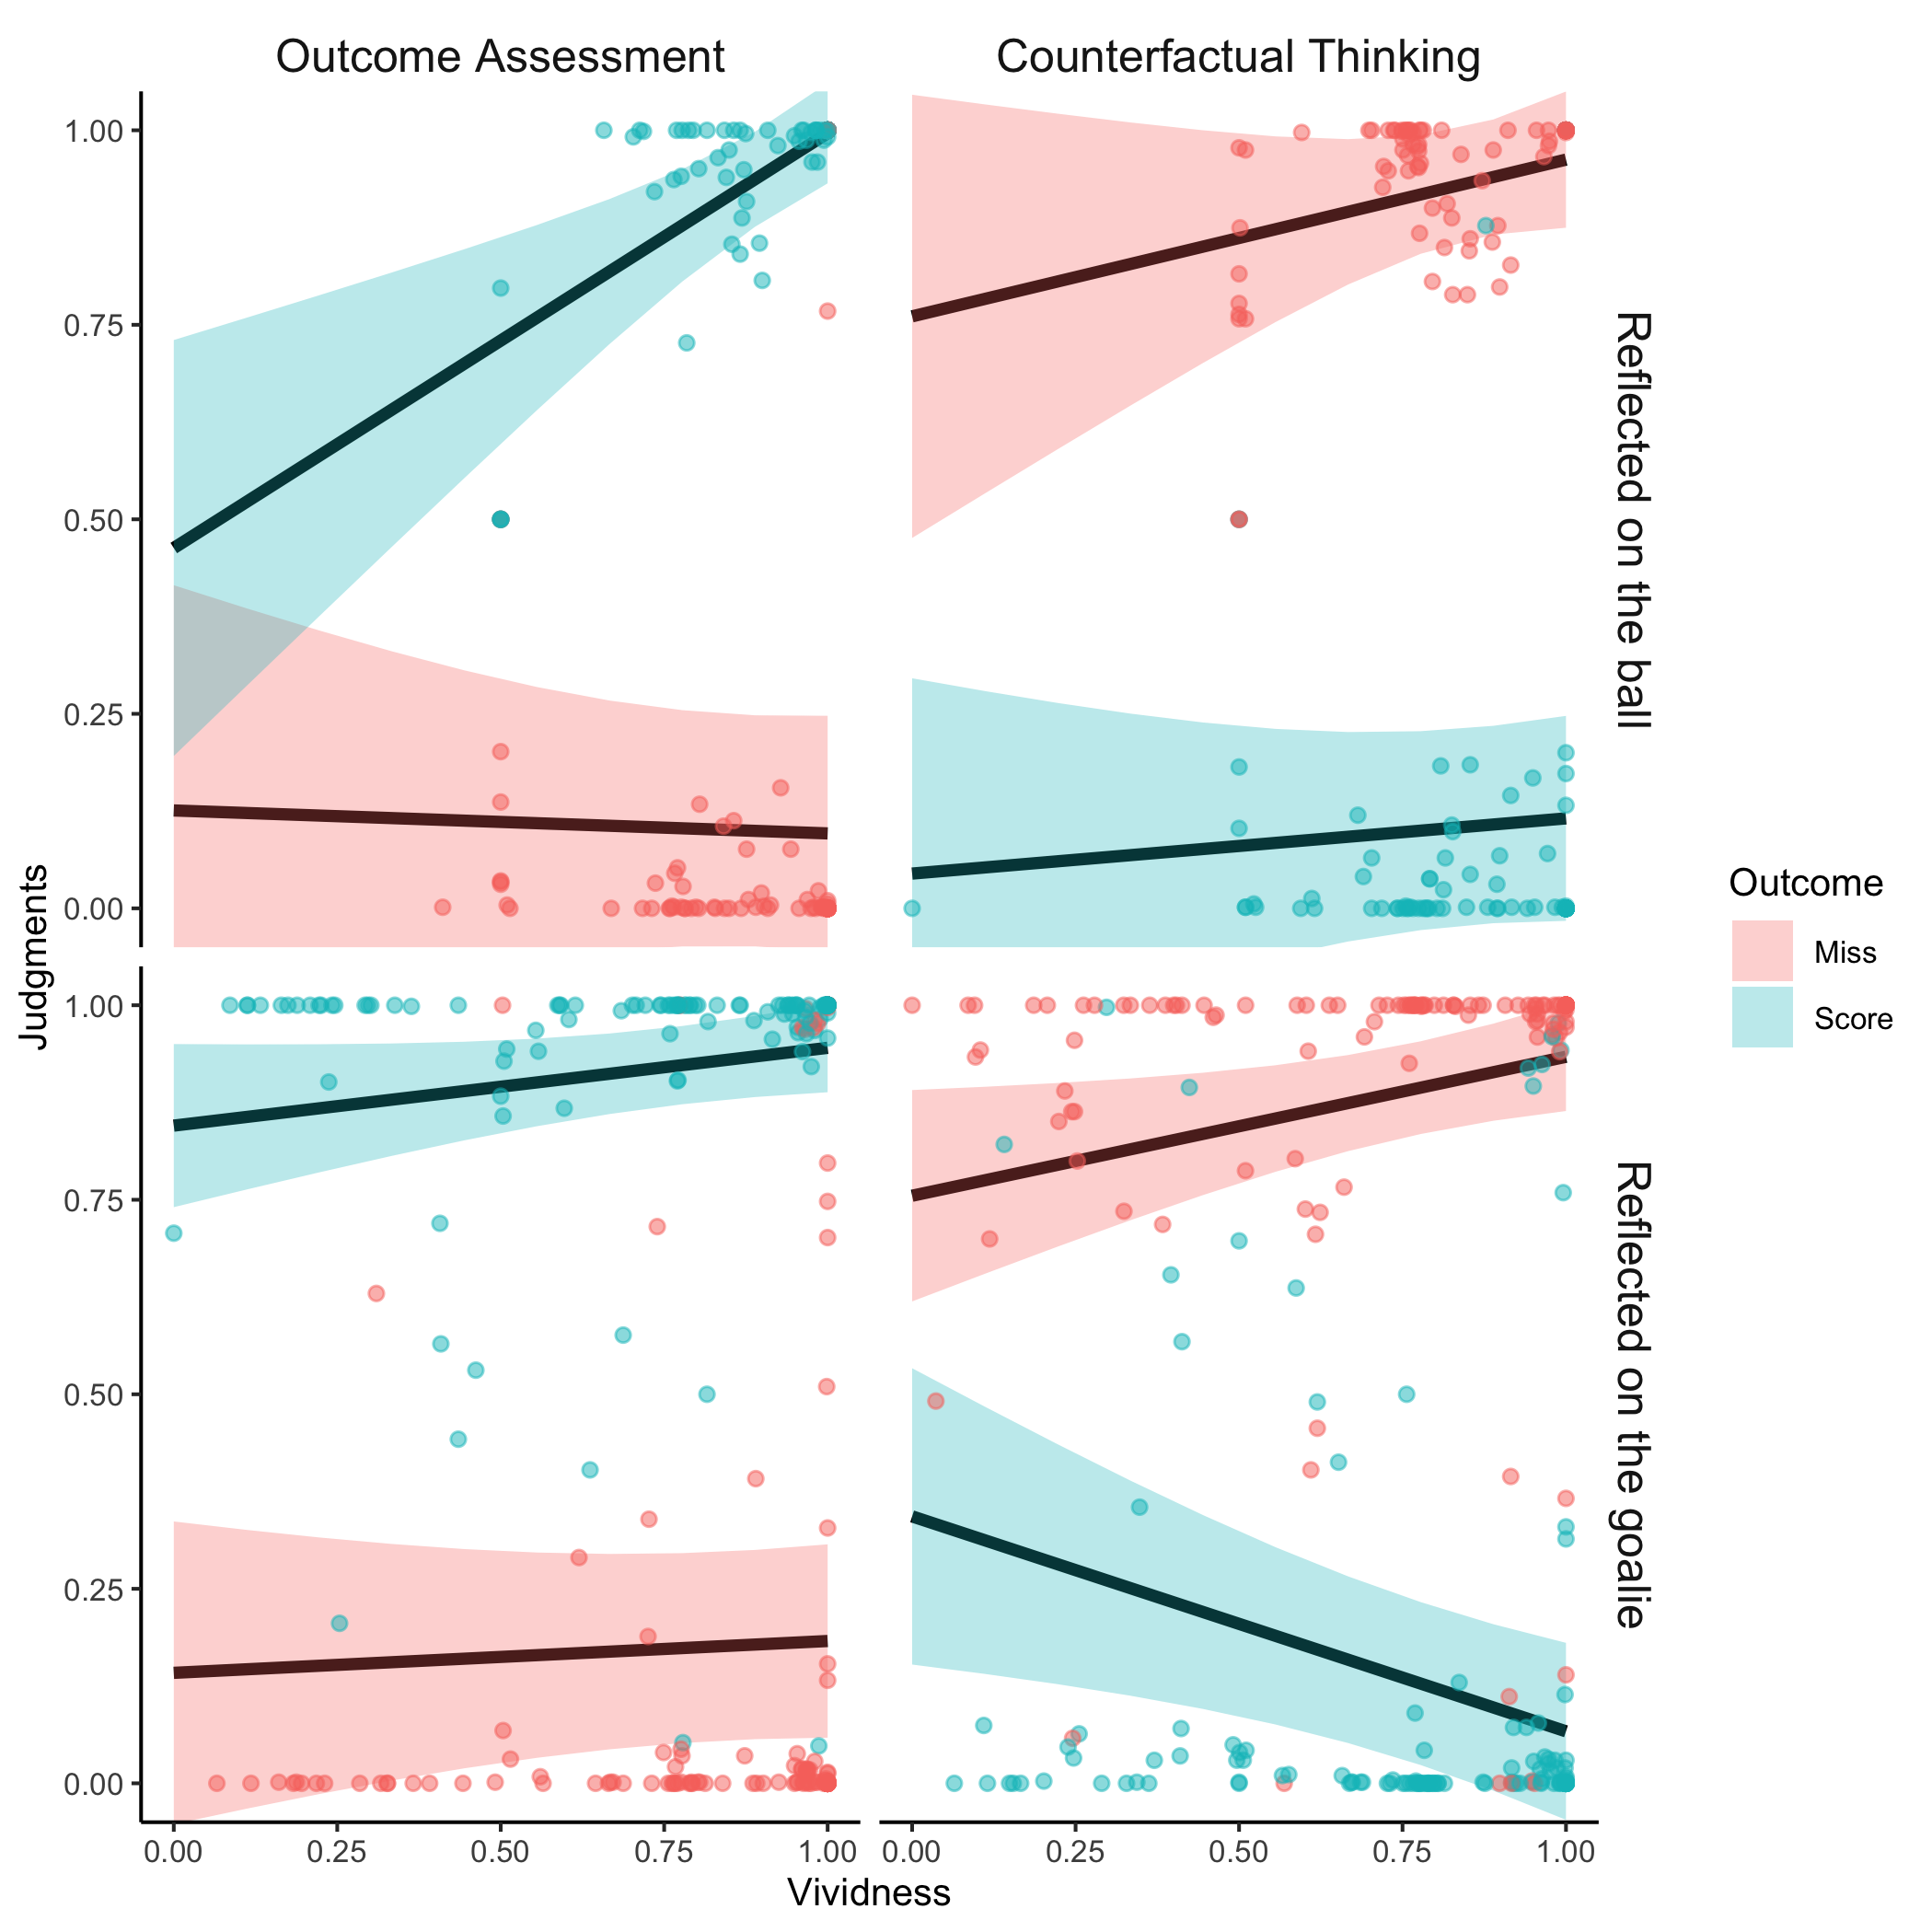 Outcome Assessment
Counterfactual Thinking
1.00
0.75
0.50
0.25
0.00
Reflected on the ball
Judgments
1.00
0.75
0.50
0.25
0.00
Reflected on the goalie
Outcome
Miss
Score
0.00 0.25 0.50 0.75 1.00
0.00 0.25 0.50 0.75 1.00
Vividness